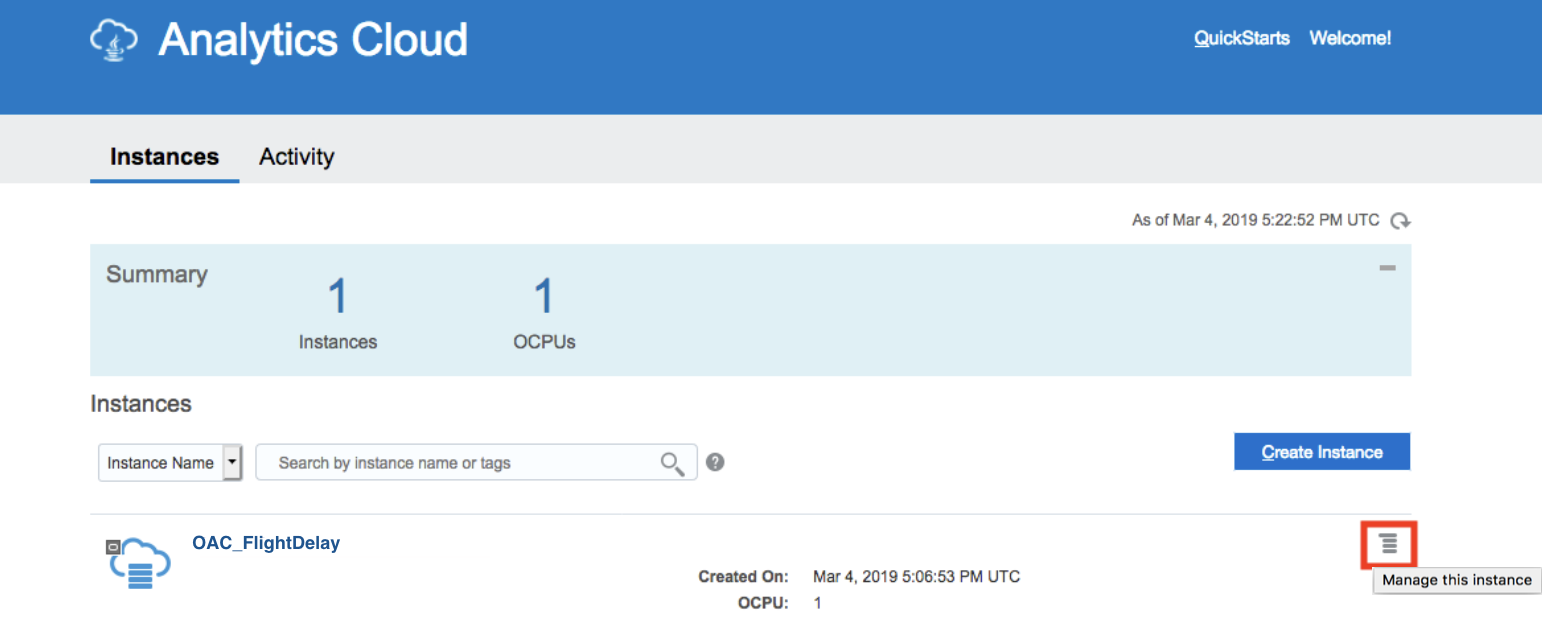 Analytics Cloud
QuickStarts Welcome!
Instances Activity
As of Mar 4, 2019 5:22:52 PM UTC
Summary
1 1
Instances OCPUs
Instances
Instance Name Search by instance name or tags ? Create Instance
OAC_FlightDelay
Created On: Mar 4, 2019 5:06:53 PM UTC
Manage this instance
OCPU: 1